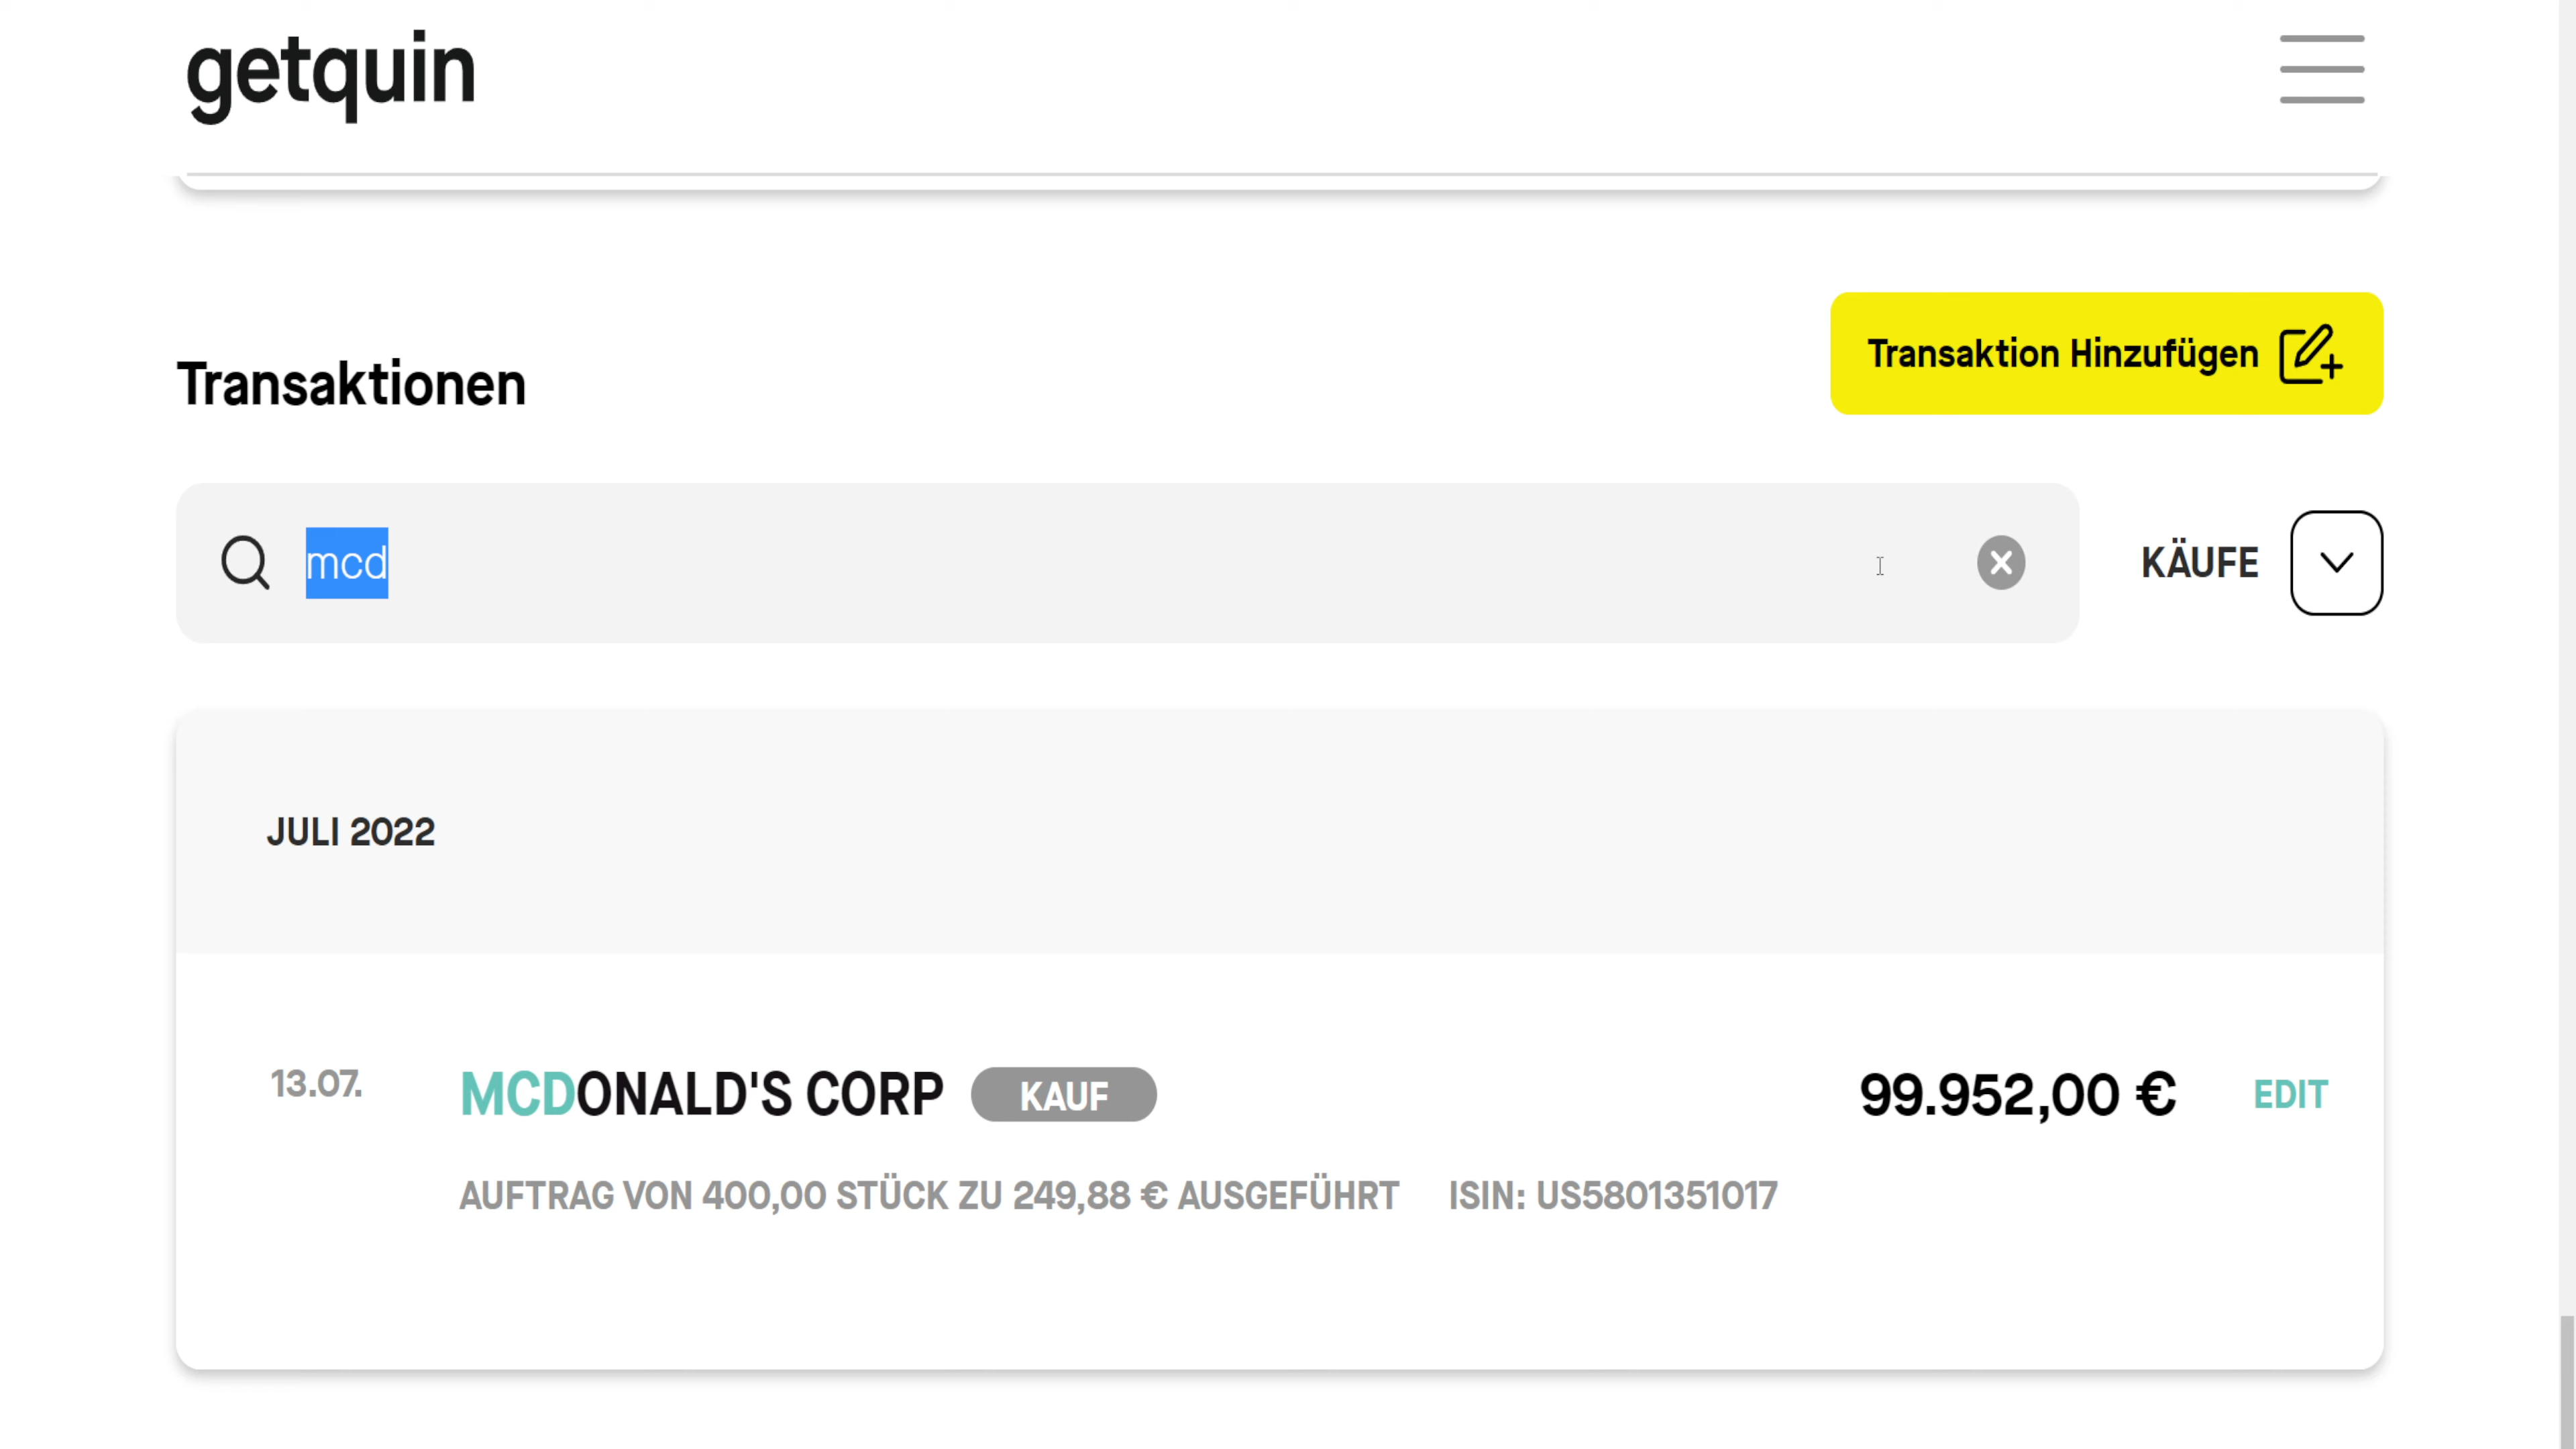 getquin
Transaktionen
Transaktion Hinzufügen
mcd
KÄUFE
JULI 2022
13.07.
MCDONALD'S CORP KAUF
99.952,00 €
EDIT
AUFTRAG VON 400,00 STÜCK ZU 249,88 € AUSGEFÜHRT ISIN: US5801351017